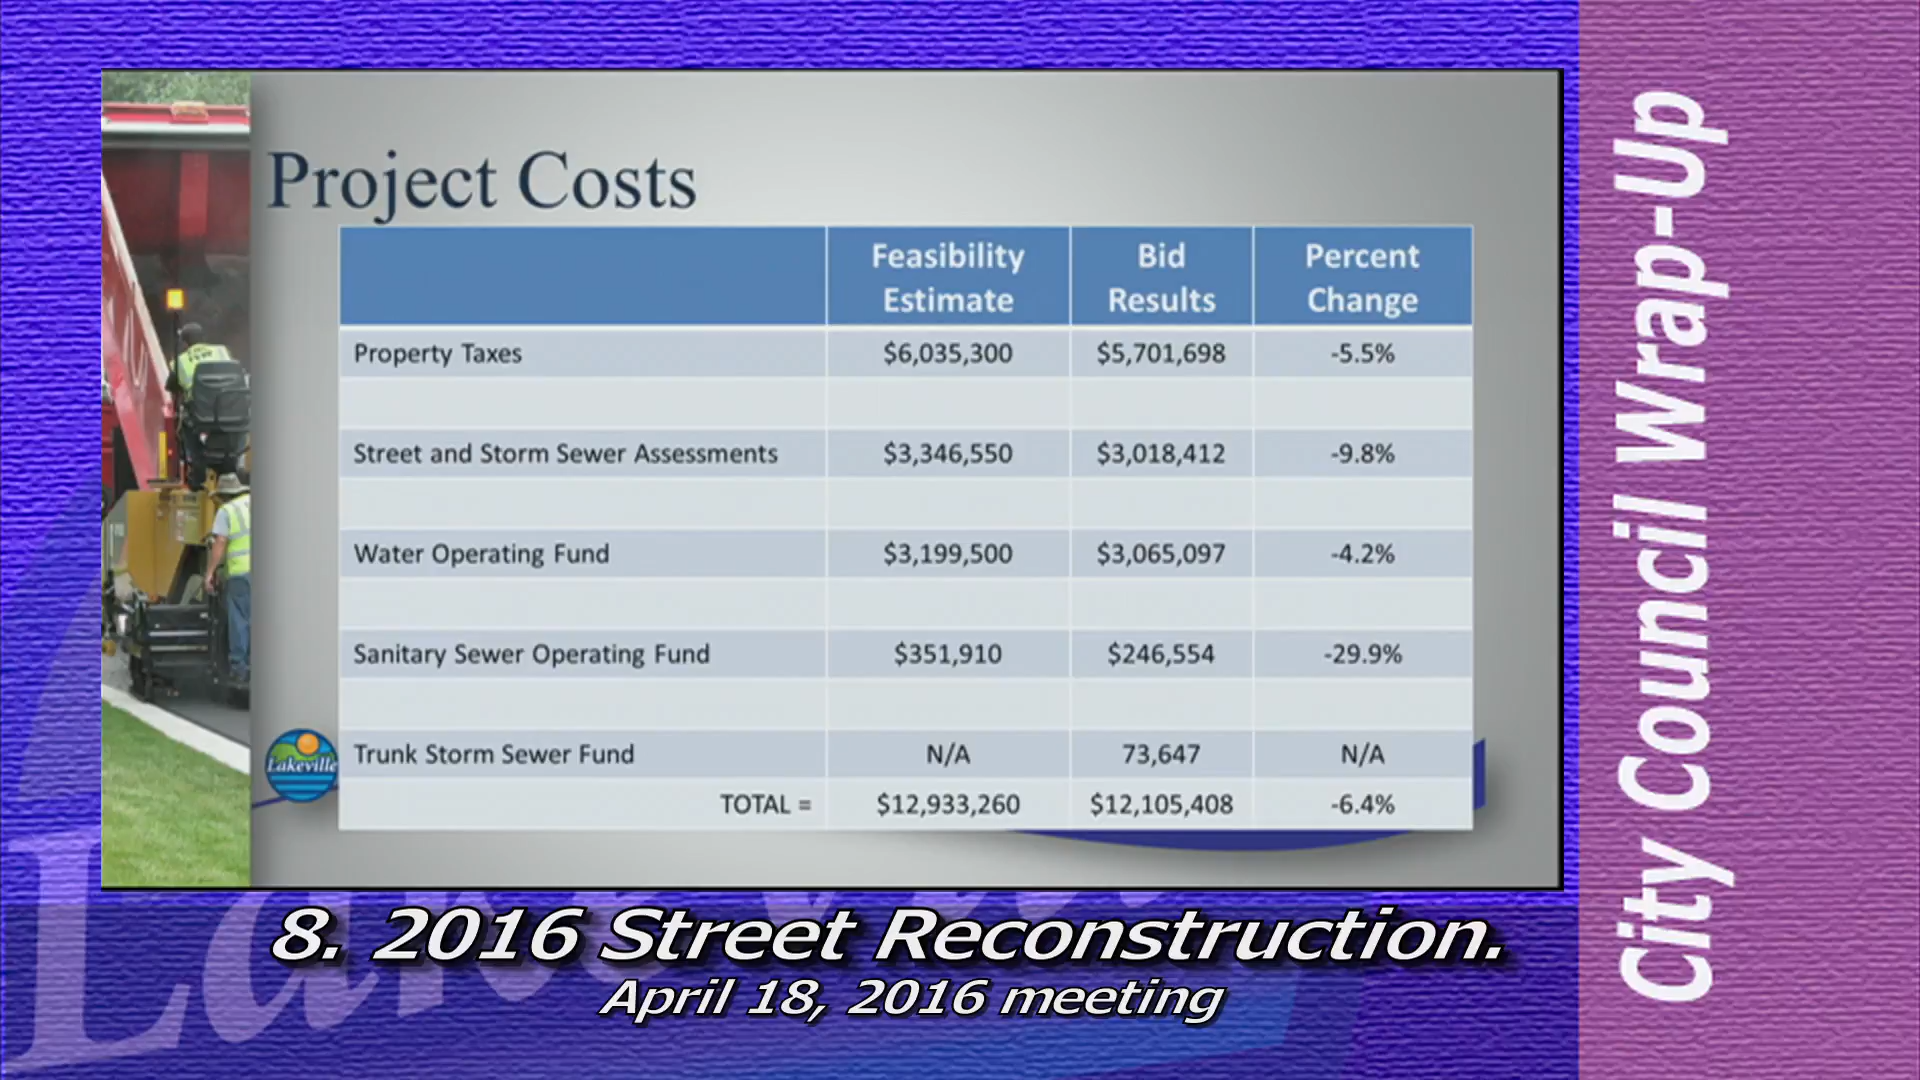 Project Costs
Feasibility Estimate Bid Results Percent Change
Property Taxes $6,035,300 $5,701,698 -5.5%
Street and Storm Sewer Assessments $3,346,550 $3,018,412 -9.8%
Water Operating Fund $3,199,500 $3,065,097 -4.2%
Sanitary Sewer Operating Fund $351,910 $246,554 -29.9%
Trunk Storm Sewer Fund N/A 73,647 N/A
TOTAL = $12,933,260 $12,105,408 -6.4%
Lakeville
8. 2016 Street Reconstruction.
April 18, 2016 meeting
City Council Wrap-Up